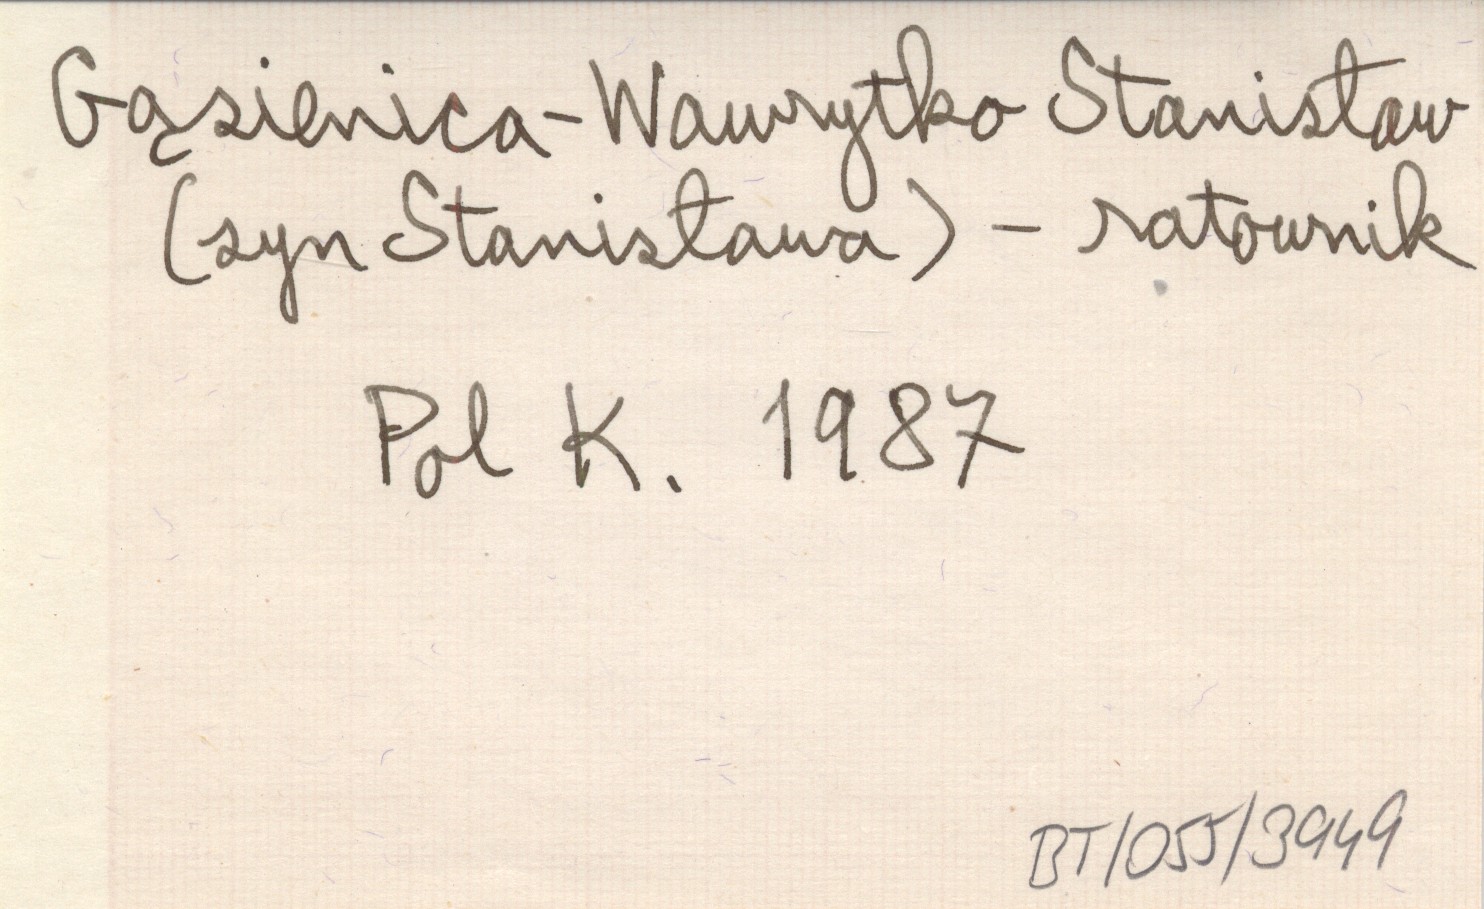 Gąsienica-Wawrytko Stanisław
(syn Stanisława) - ratownik
Pol K. 1987
BT/055/3949